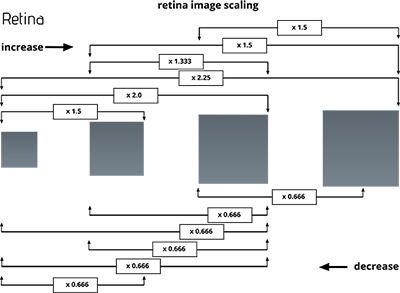 retina image scaling
Retina
x 1.5
increase
x 1.5
x 1.333
x 2.25
x 2.0
x 1.5
x 0.666
x 0.666
x 0.666
x 0.666
x 0.666
decrease
x 0.666